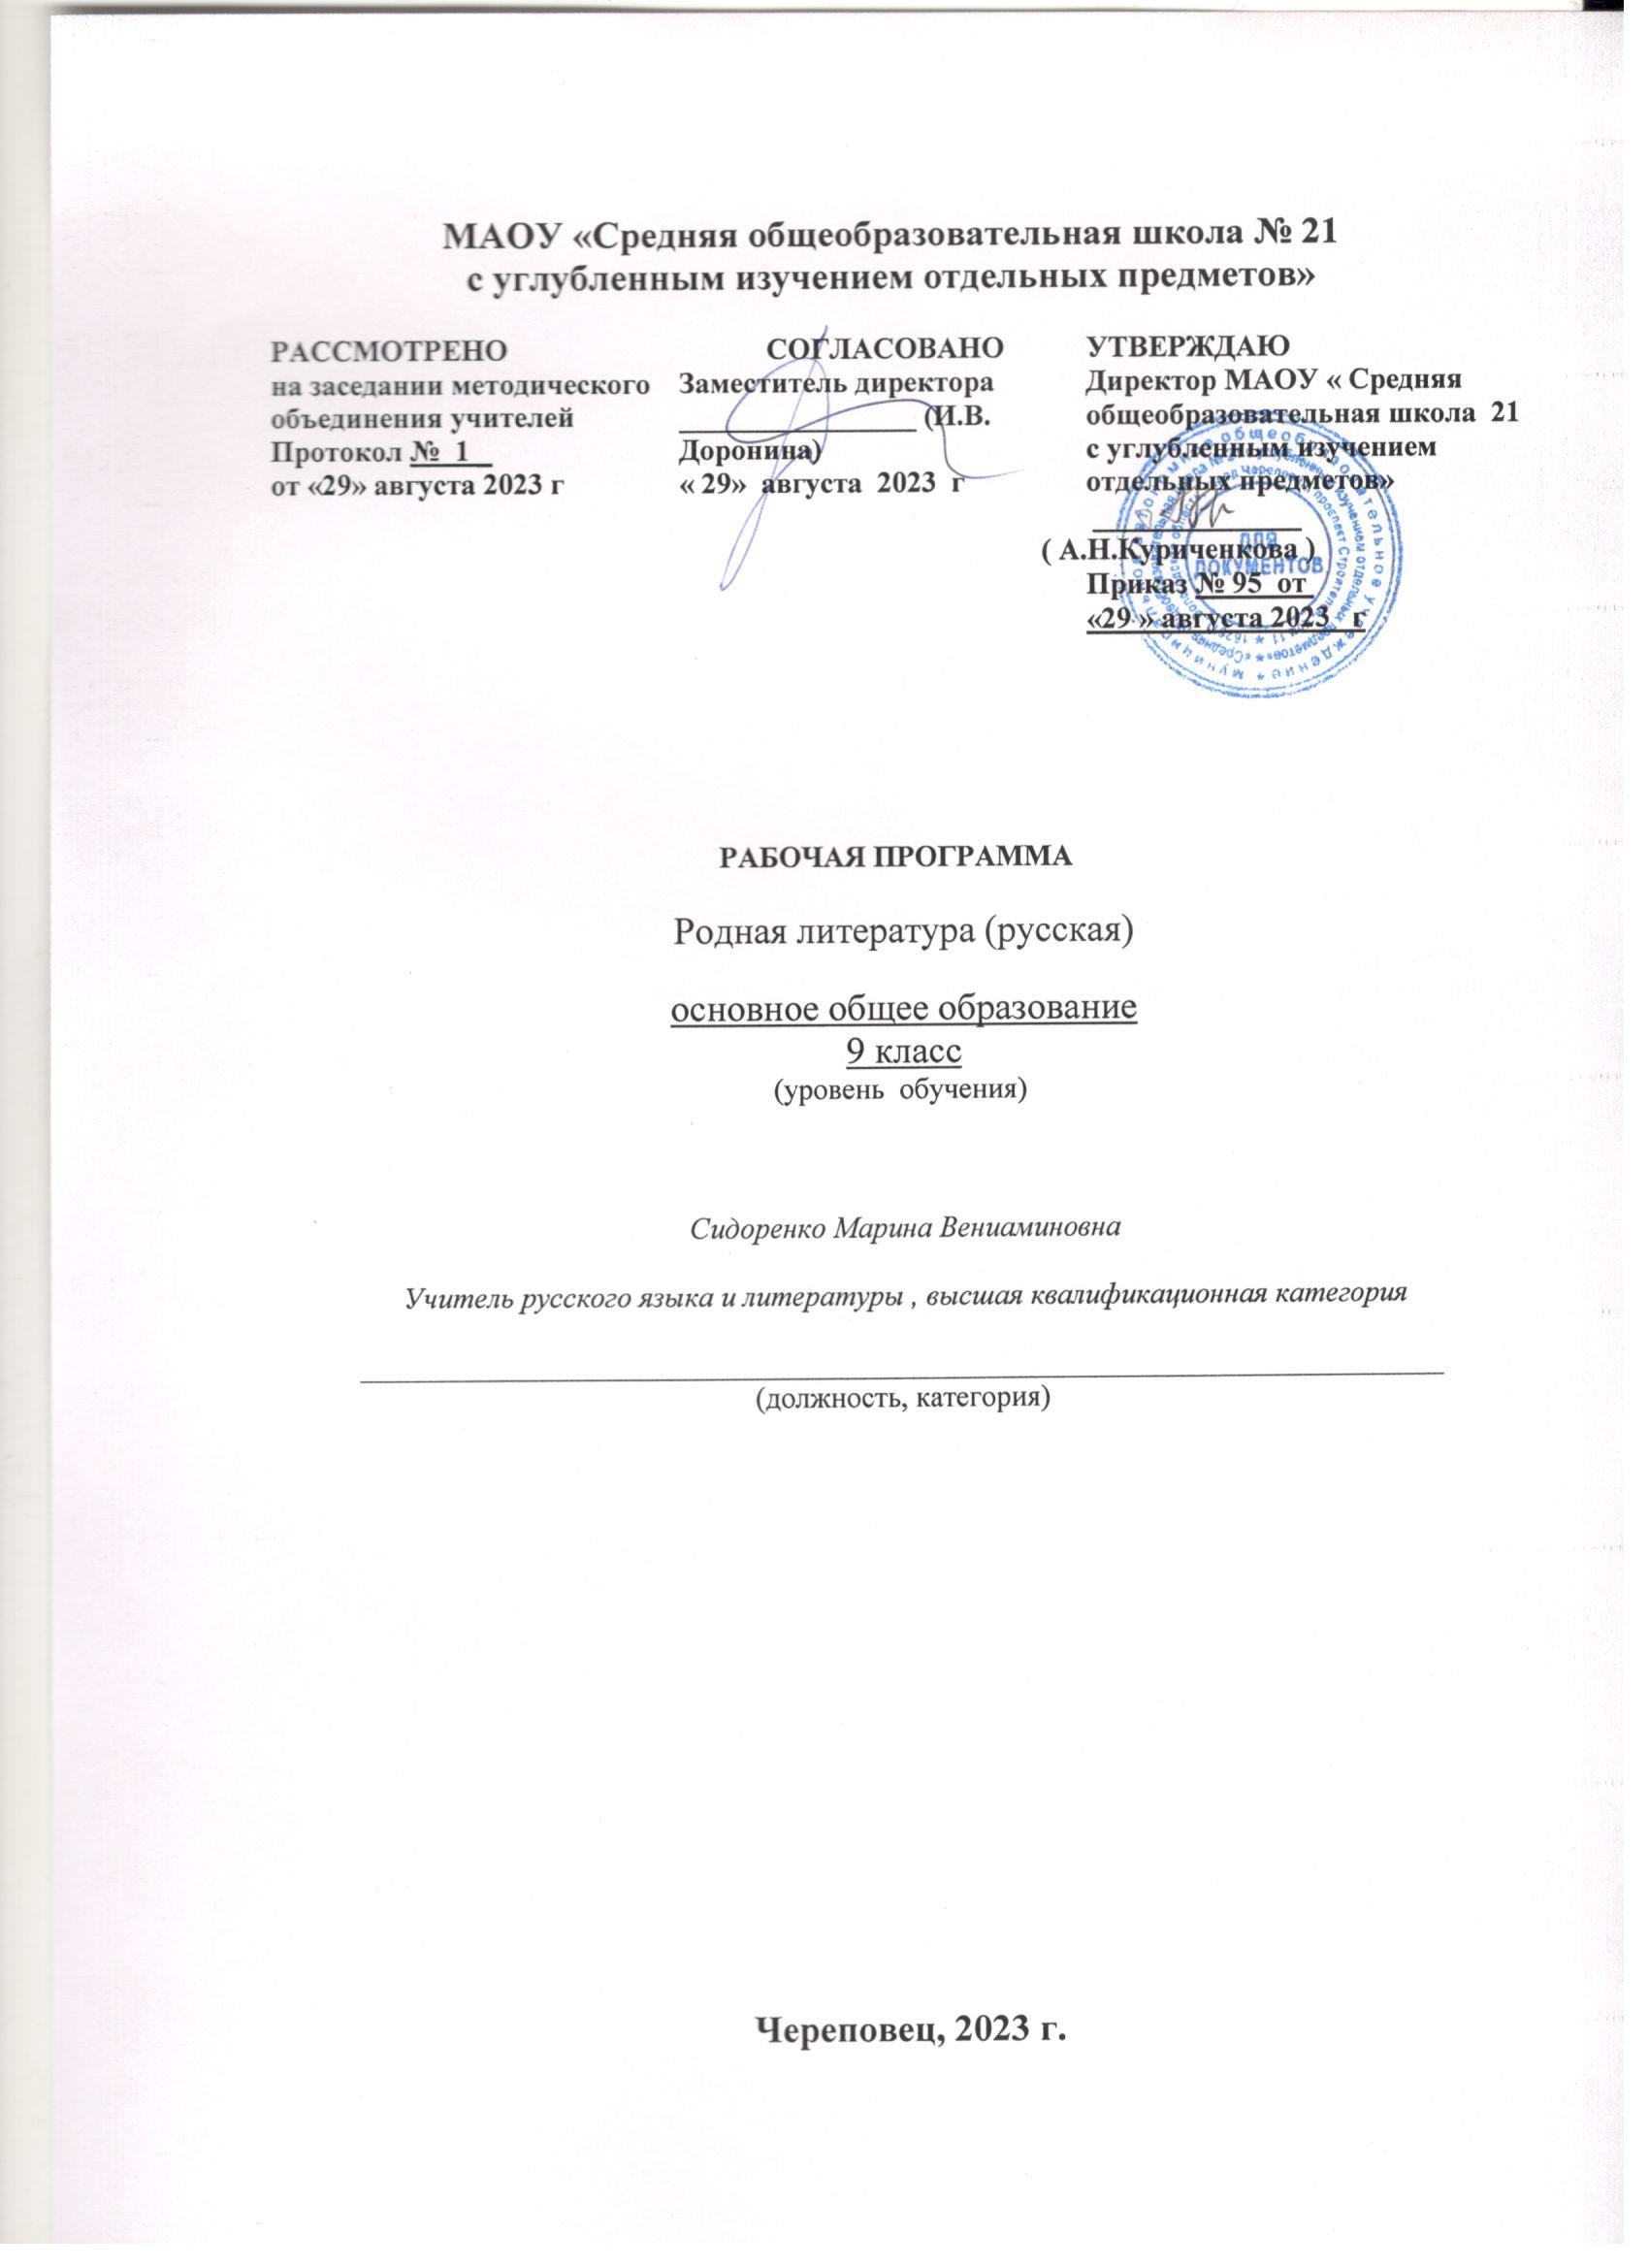 МАОУ «Средняя общеобразовательная школа № 21
с углубленным изучением отдельных предметов»
РАССМОТРЕНО
на заседании методического
объединения учителей
Протокол № 1
от «29» августа 2023 г
СОГЛАСОВАНО
Заместитель директора
(И.В.
Доронина)
« 29» августа 2023 г
УТВЕРЖДАЮ
Директор МАОУ « Средняя
общеобразовательная школа 21
с углубленным изучением
отдельных предметов»
( А.Н.Куриченкова )
Приказ № 95 от
«29 » августа 2023 г
ДЛЯ
ДОКУМЕНТОВ
РАБОЧАЯ ПРОГРАММА
Родная литература (русская)
основное общее образование
9 класс
(уровень обучения)
Сидоренко Марина Вениаминовна
Учитель русского языка и литературы , высшая квалификационная категория
(должность, категория)
Череповец, 2023 г.